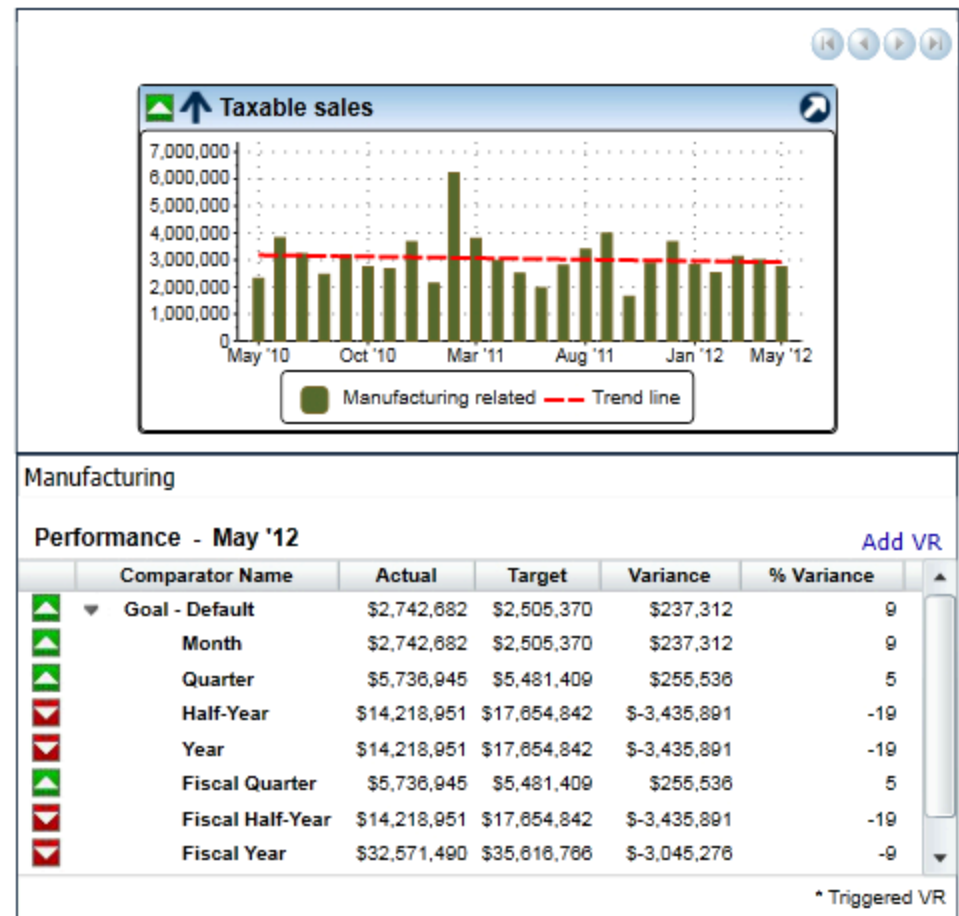 Taxable sales
7,000,000
6,000,000
5,000,000
4,000,000
3,000,000
2,000,000
1,000,000
0
May '10 Oct '10 Mar '11 Aug '11 Jan '12 May '12
Manufacturing related Trend line
Manufacturing
Performance - May '12
Add VR
Comparator Name Actual Target Variance % Variance
Goal - Default $2,742,682 $2,505,370 $237,312 9
Month $2,742,682 $2,505,370 $237,312 9
Quarter $5,736,945 $5,481,409 $255,536 5
Half-Year $14,218,951 $17,654,842 $-3,435,891 -19
Year $14,218,951 $17,654,842 $-3,435,891 -19
Fiscal Quarter $5,736,945 $5,481,409 $255,536 5
Fiscal Half-Year $14,218,951 $17,654,842 $-3,435,891 -19
Fiscal Year $32,571,490 $35,616,766 $-3,045,276 -9
* Triggered VR